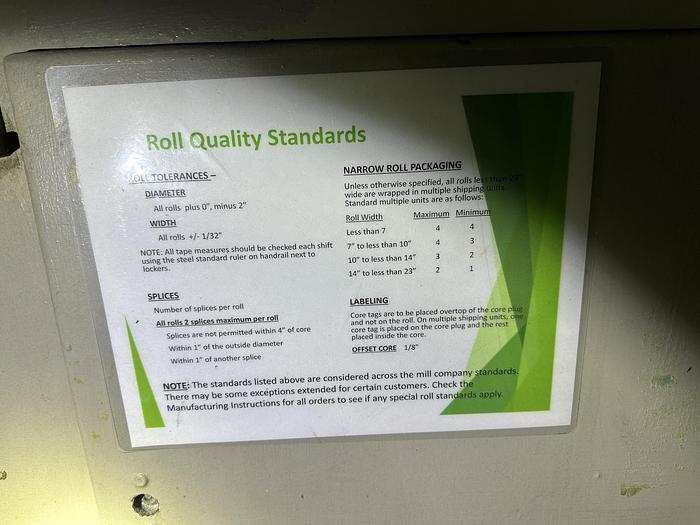 Roll Quality Standards
ROLL TOLERANCES –
DIAMETER
All rolls plus 0", minus 2"
WIDTH
All rolls +/- 1/32"
NOTE: All tape measures should be checked each shift
using the steel standard ruler on handrail next to
lockers.
SPLICES
Number of splices per roll
All rolls 2 splices maximum per roll
Splices are not permitted within 4" of core
Within 1" of the outside diameter
Within 1" of another splice
NARROW ROLL PACKAGING
Unless otherwise specified, all rolls less than 23"
wide are wrapped in multiple shipping units.
Standard multiple units are as follows:
Roll Width Maximum Minimum
Less than 7 4 4
7" to less than 10" 4 3
10" to less than 14" 3 2
14" to less than 23" 2 1
LABELING
Core tags are to be placed overtop of the core plug
and not on the roll. On multiple shipping units, one
core tag is placed on the core plug and the rest
placed inside the core.
OFFSET CORE 1/8"
NOTE: The standards listed above are considered across the mill company standards.
There may be some exceptions extended for certain customers. Check the
Manufacturing Instructions for all orders to see if any special roll standards apply.